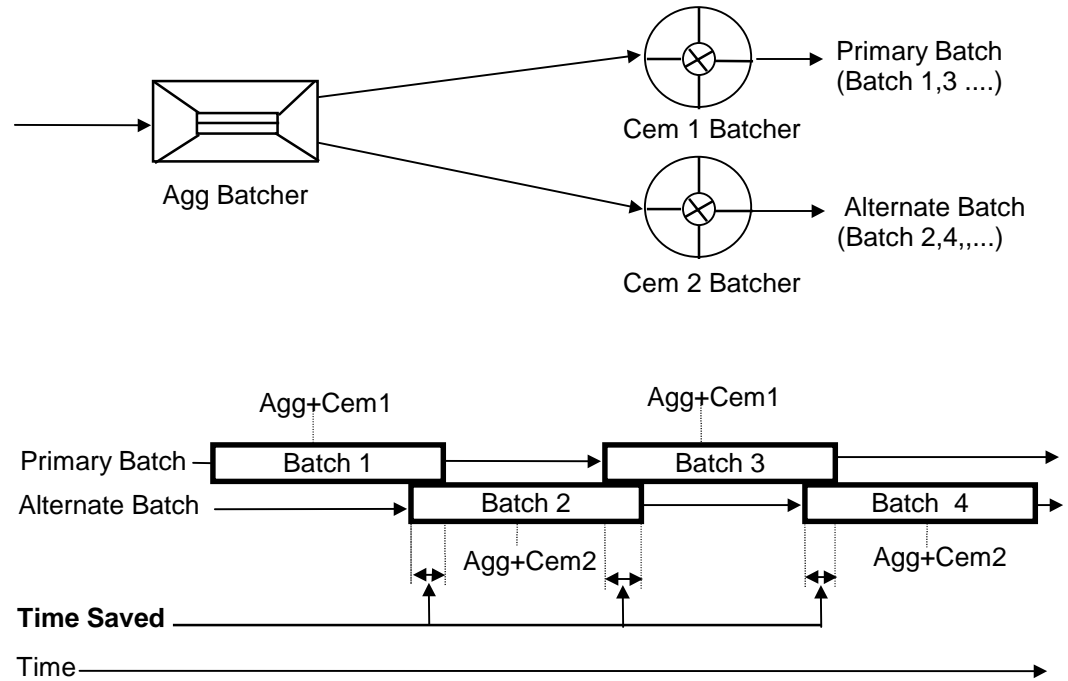 Primary Batch
(Batch 1,3 ....)
Cem 1 Batcher
Agg Batcher
Alternate Batch
(Batch 2,4,,...)
Cem 2 Batcher
Agg+Cem1
Agg+Cem1
Primary Batch
Batch 1
Batch 3
Alternate Batch
Batch 2
Batch 4
Agg+Cem2
Agg+Cem2
Time Saved
Time